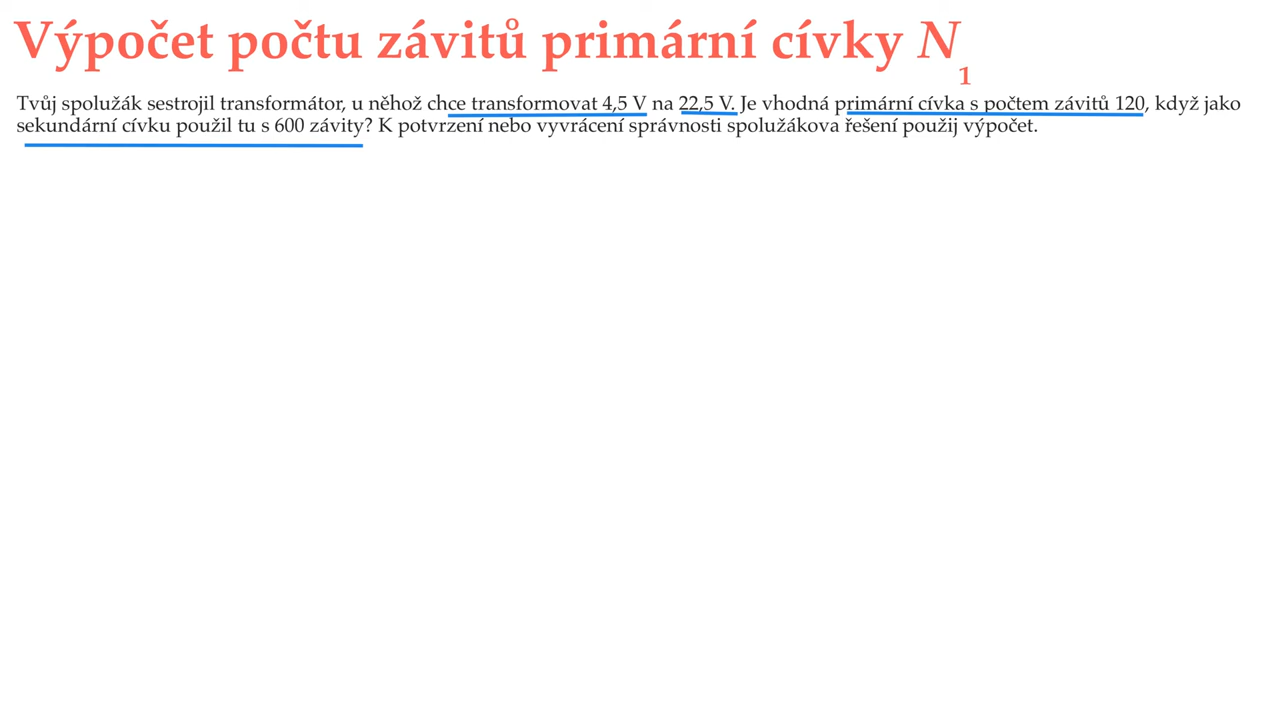 Výpočet počtu závitů primární cívky N₁
Tvůj spolužák sestrojil transformátor, u něhož chce transformovat 4,5 V na 22,5 V. Je vhodná primární cívka s počtem závitů 120, když jako
sekundární cívku použil tu s 600 závity? K potvrzení nebo vyvrácení správnosti spolužákova řešení použij výpočet.